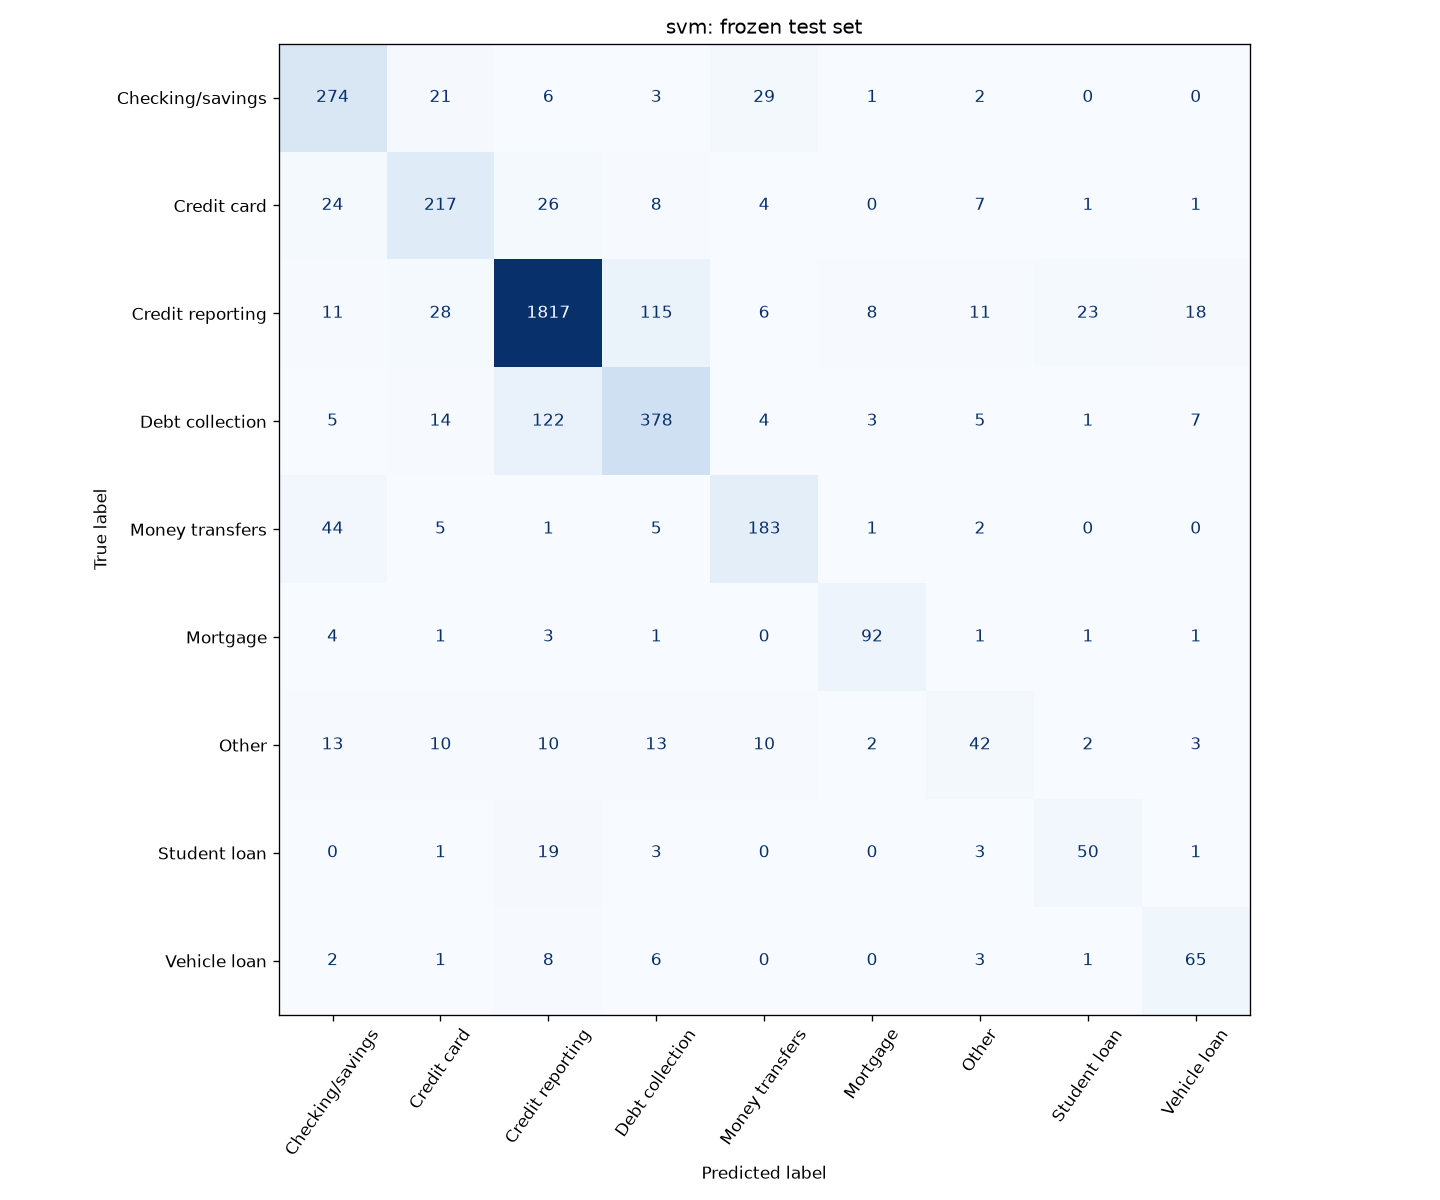 svm: frozen test set
True label
Checking/savings 274 21 6 3 29 1 2 0 0
Credit card 24 217 26 8 4 0 7 1 1
Credit reporting 11 28 1817 115 6 8 11 23 18
Debt collection 5 14 122 378 4 3 5 1 7
Money transfers 44 5 1 5 183 1 2 0 0
Mortgage 4 1 3 1 0 92 1 1 1
Other 13 10 10 13 10 2 42 2 3
Student loan 0 1 19 3 0 0 3 50 1
Vehicle loan 2 1 8 6 0 0 3 1 65
Checking/savings Credit card Credit reporting Debt collection Money transfers Mortgage Other Student loan Vehicle loan
Predicted label